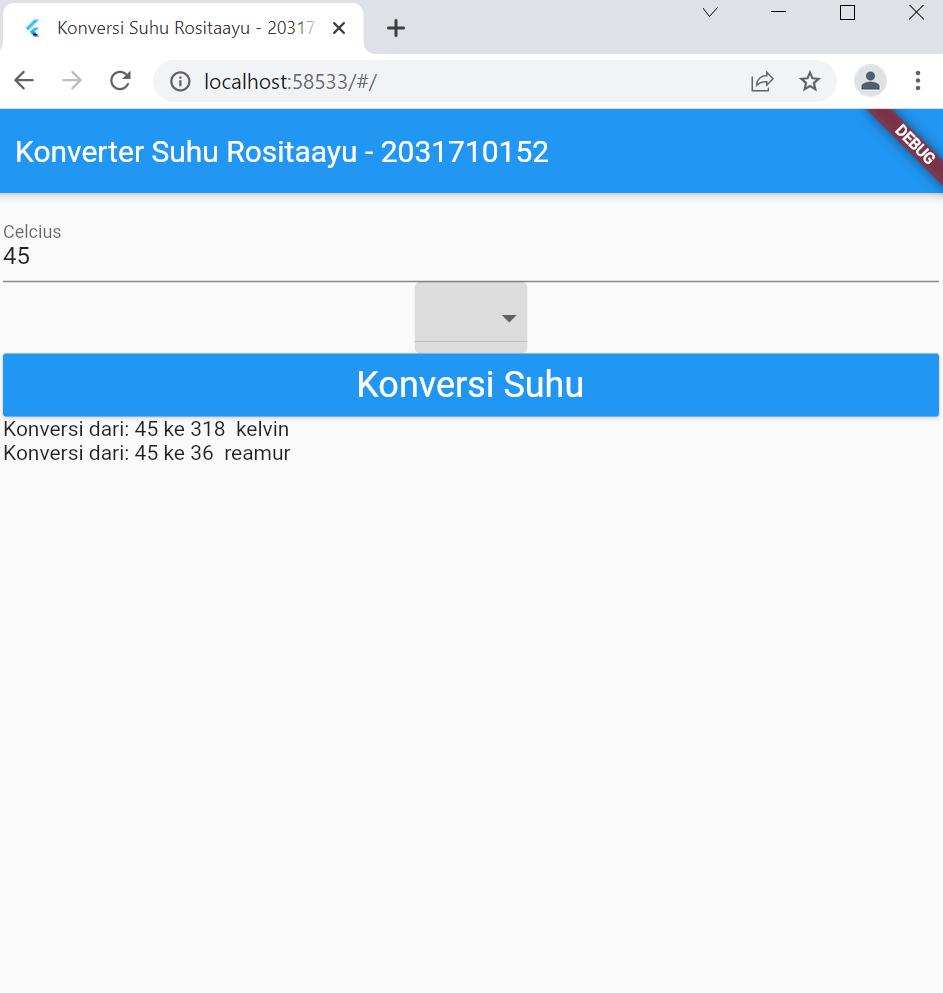 Konversi Suhu Rositaayu - 20317
localhost:58533/#/
Konverter Suhu Rositaayu - 2031710152
DEBUG
Celcius
45
Konversi Suhu
Konversi dari: 45 ke 318  kelvin
Konversi dari: 45 ke 36  reamur